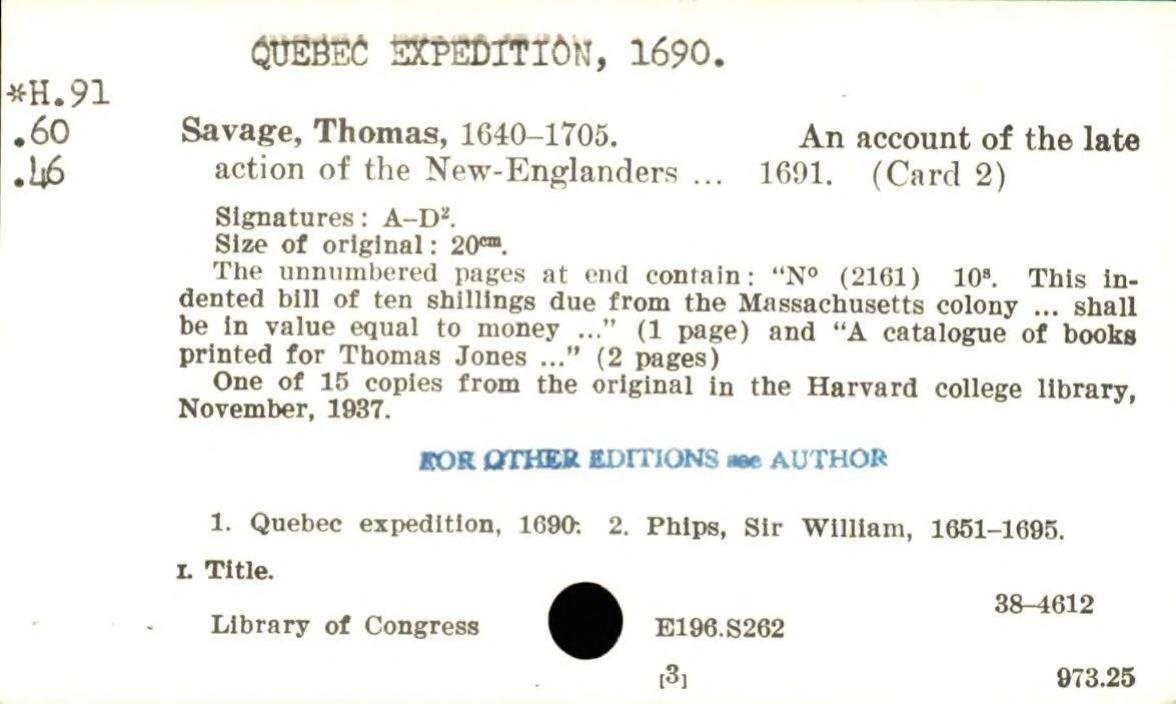 QUEBEC EXPEDITION, 1690.
*H.91
.60
.46
Savage, Thomas, 1640–1705. An account of the late
action of the New-Englanders ... 1691. (Card 2)
Signatures: A–D².
Size of original: 20ᶜᵐ.
The unnumbered pages at end contain: “Nº (2161) 10ˢ. This in-
dented bill of ten shillings due from the Massachusetts colony ... shall
be in value equal to money ...” (1 page) and “A catalogue of books
printed for Thomas Jones ...” (2 pages)
One of 15 copies from the original in the Harvard college library,
November, 1937.
FOR OTHER EDITIONS see AUTHOR
1. Quebec expedition, 1690. 2. Phips, Sir William, 1651–1695.
I. Title.
38–4612
Library of Congress E196.S262
[3] 973.25